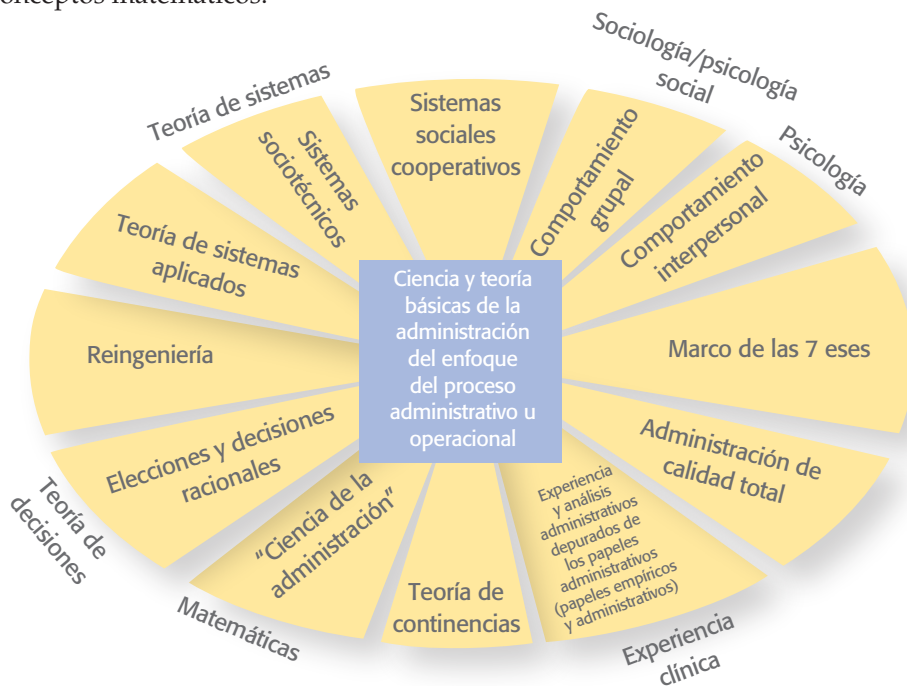 conceptos matemáticos.
Sociología/psicología
social
Teoría de sistemas
Psicología
Sistemas
sociales
cooperativos
Comportamiento
grupal
Comportamiento
interpersonal
Sistemas
sociotécnicos
Teoría de sistemas
aplicados
Ciencia y teoría
básicas de la
administración
del enfoque
del proceso
administrativo u
operacional
Reingeniería
Marco de las 7 eses
Elecciones y decisiones
racionales
Administración de
calidad total
Teoría de
decisiones
“Ciencia de la
administración”
Experiencia
y análisis
administrativos
depurados de
los papeles
administrativos
(papeles empíricos
y administrativos)
Teoría de
continencias
Matemáticas
Experiencia
clínica